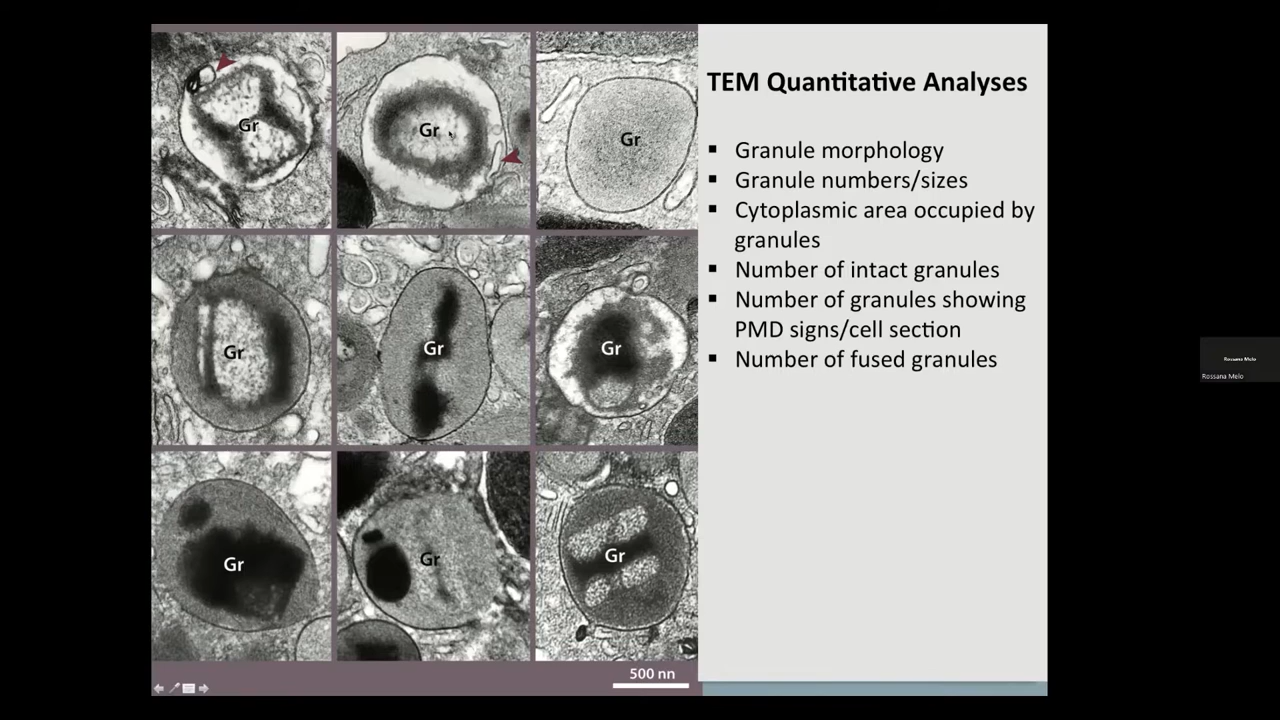 TEM Quantitative Analyses
▪ Granule morphology
▪ Granule numbers/sizes
▪ Cytoplasmic area occupied by
granules
▪ Number of intact granules
▪ Number of granules showing
PMD signs/cell section
▪ Number of fused granules
Gr
Gr
Gr
Gr
Gr
Gr
Gr
Gr
Gr
500 nn
Rossana Melo
Rossana Melo